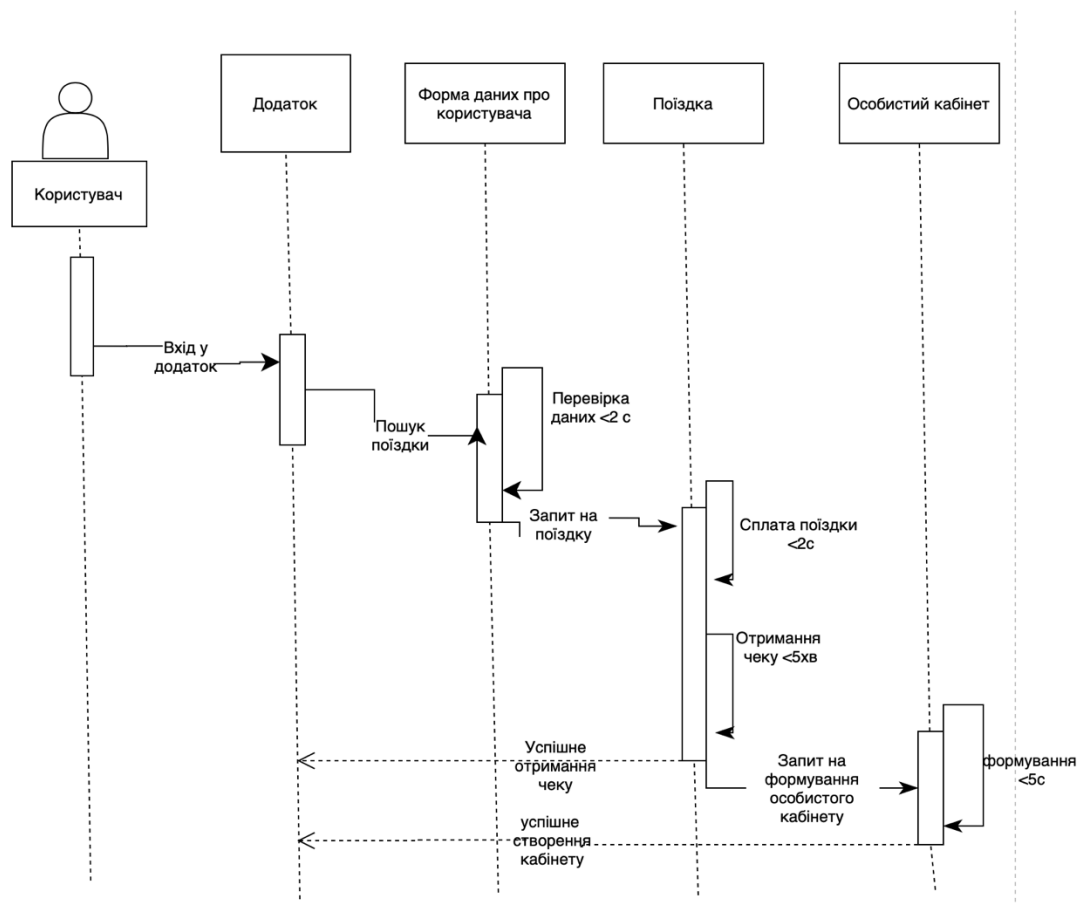 Додаток
Форма даних про
користувача
Поїздка
Особистий кабінет
Користувач
Вхід у
додаток
Перевірка
даних <2 с
Пошук
поїздки
Запит на
поїздку
Сплата поїздки
<2с
Отримання
чеку <5хв
Успішне
отримання
чеку
Запит на
формування
особистого
кабінету
формування
<5с
успішне
створення
кабінету